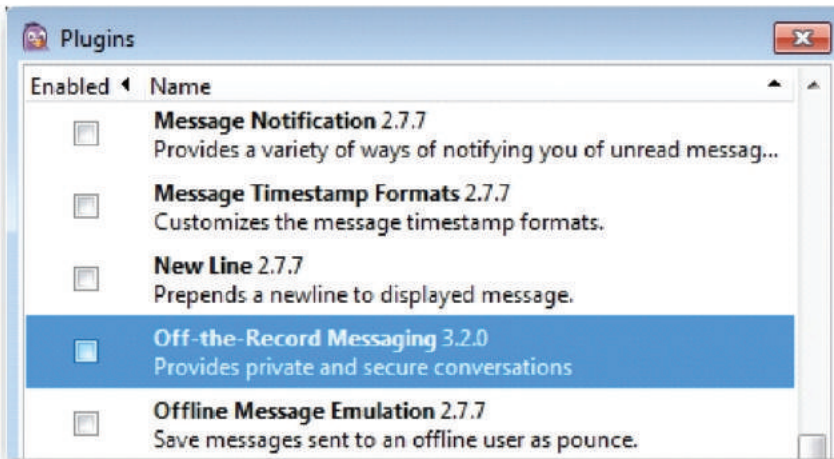 Plugins
Enabled Name
Message Notification 2.7.7
Provides a variety of ways of notifying you of unread messag...
Message Timestamp Formats 2.7.7
Customizes the message timestamp formats.
New Line 2.7.7
Prepends a newline to displayed message.
Off-the-Record Messaging 3.2.0
Provides private and secure conversations
Offline Message Emulation 2.7.7
Save messages sent to an offline user as pounce.